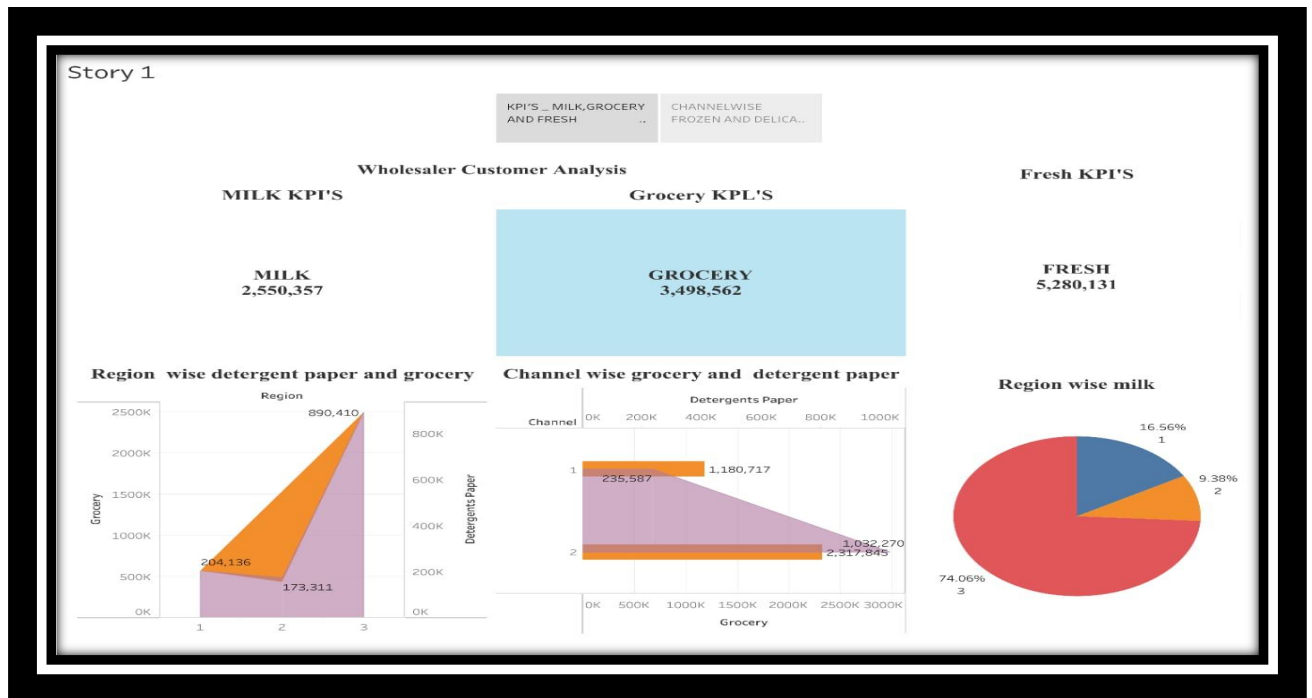 Story 1
KPI'S _ MILK,GROCERY
AND FRESH ..
CHANNELWISE
FROZEN AND DELICA..
Wholesaler Customer Analysis
MILK KPI'S
Grocery KPL'S
Fresh KPI'S
MILK
2,550,357
GROCERY
3,498,562
FRESH
5,280,131
Region wise detergent paper and grocery
Region
2500K
2000K
1500K
1000K
500K
0K
Grocery
890,410
204,136
173,311
800K
600K
400K
200K
0K
Detergents Paper
1 2 3
Channel wise grocery and detergent paper
Detergents Paper
Channel
0K 200K 400K 600K 800K 1000K
1
235,587
1,180,717
2
1,032,270
2,317,845
0K 500K 1000K 1500K 2000K 2500K 3000K
Grocery
Region wise milk
16.56%
1
9.38%
2
74.06%
3